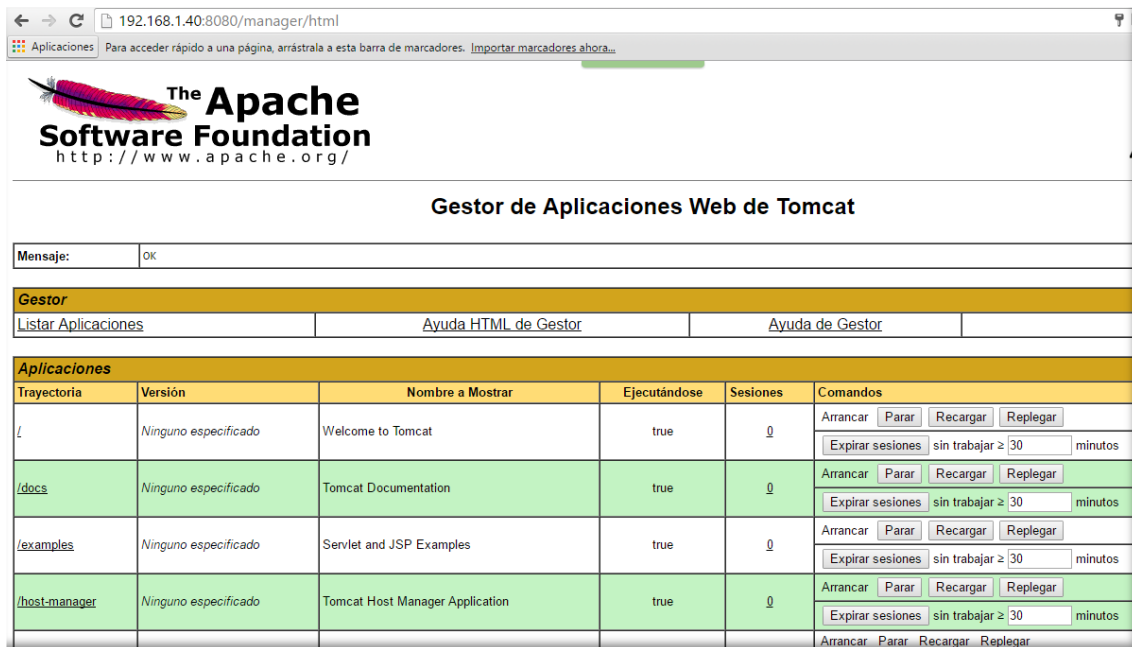 192.168.1.40:8080/manager/html
Aplicaciones Para acceder rápido a una página, arrástrala a esta barra de marcadores. Importar marcadores ahora...
The Apache
Software Foundation
http://www.apache.org/
Gestor de Aplicaciones Web de Tomcat
Mensaje: OK
Gestor
Listar Aplicaciones Ayuda HTML de Gestor Ayuda de Gestor
Aplicaciones
Trayectoria Versión Nombre a Mostrar Ejecutándose Sesiones Comandos
Arrancar Parar Recargar Replegar
/ Ninguno especificado Welcome to Tomcat true 0
Expirar sesiones sin trabajar ≥ 30 minutos
Arrancar Parar Recargar Replegar
/docs Ninguno especificado Tomcat Documentation true 0
Expirar sesiones sin trabajar ≥ 30 minutos
Arrancar Parar Recargar Replegar
/examples Ninguno especificado Servlet and JSP Examples true 0
Expirar sesiones sin trabajar ≥ 30 minutos
Arrancar Parar Recargar Replegar
/host-manager Ninguno especificado Tomcat Host Manager Application true 0
Expirar sesiones sin trabajar ≥ 30 minutos
Arrancar Parar Recargar Replegar